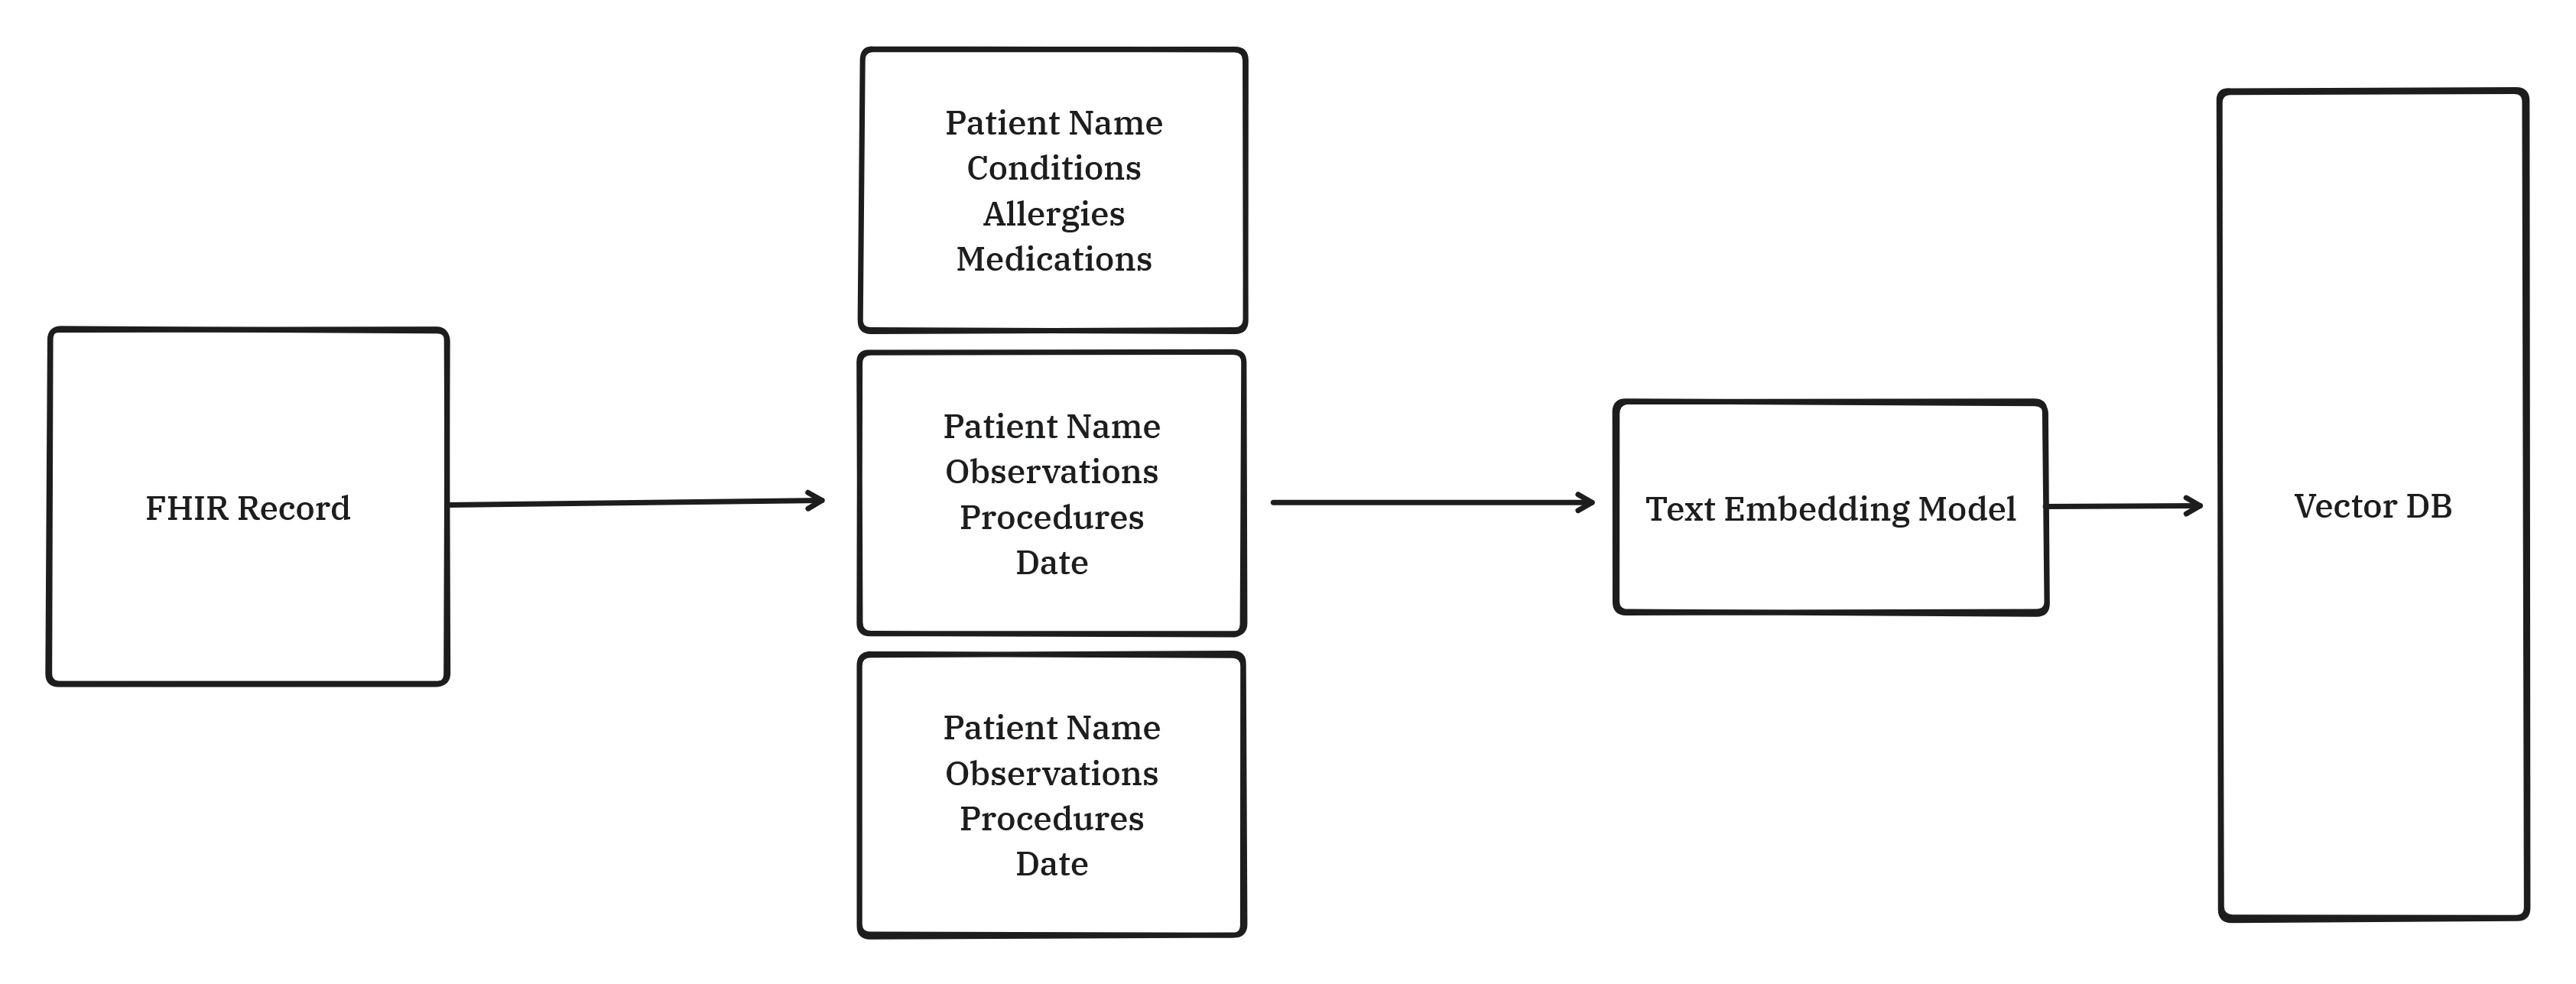 FHIR Record
Patient Name
Conditions
Allergies
Medications
Patient Name
Observations
Procedures
Date
Patient Name
Observations
Procedures
Date
Text Embedding Model
Vector DB